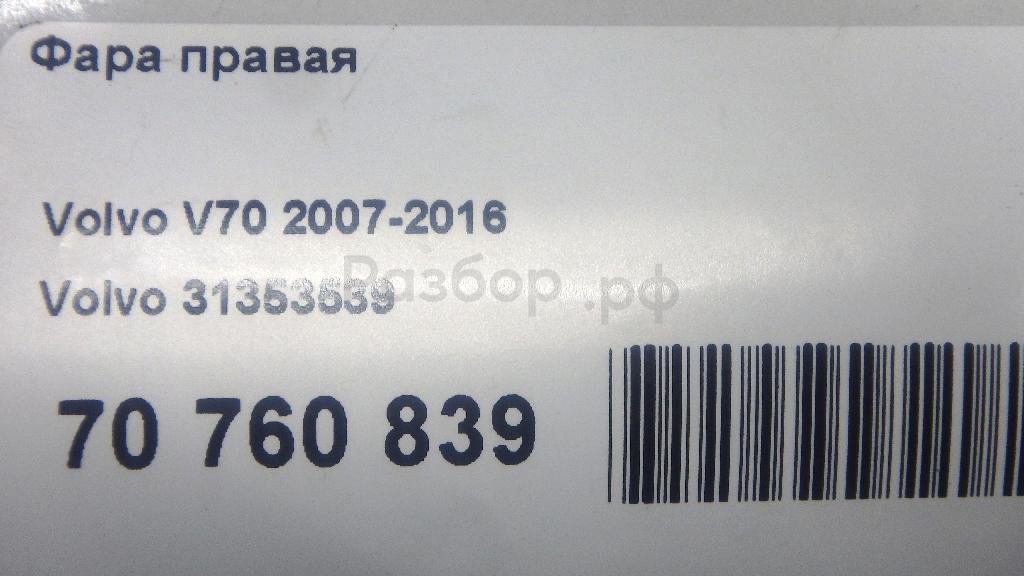 Фара правая
Volvo V70 2007-2016
Volvo 31353539
Разбор.рф
70 760 839